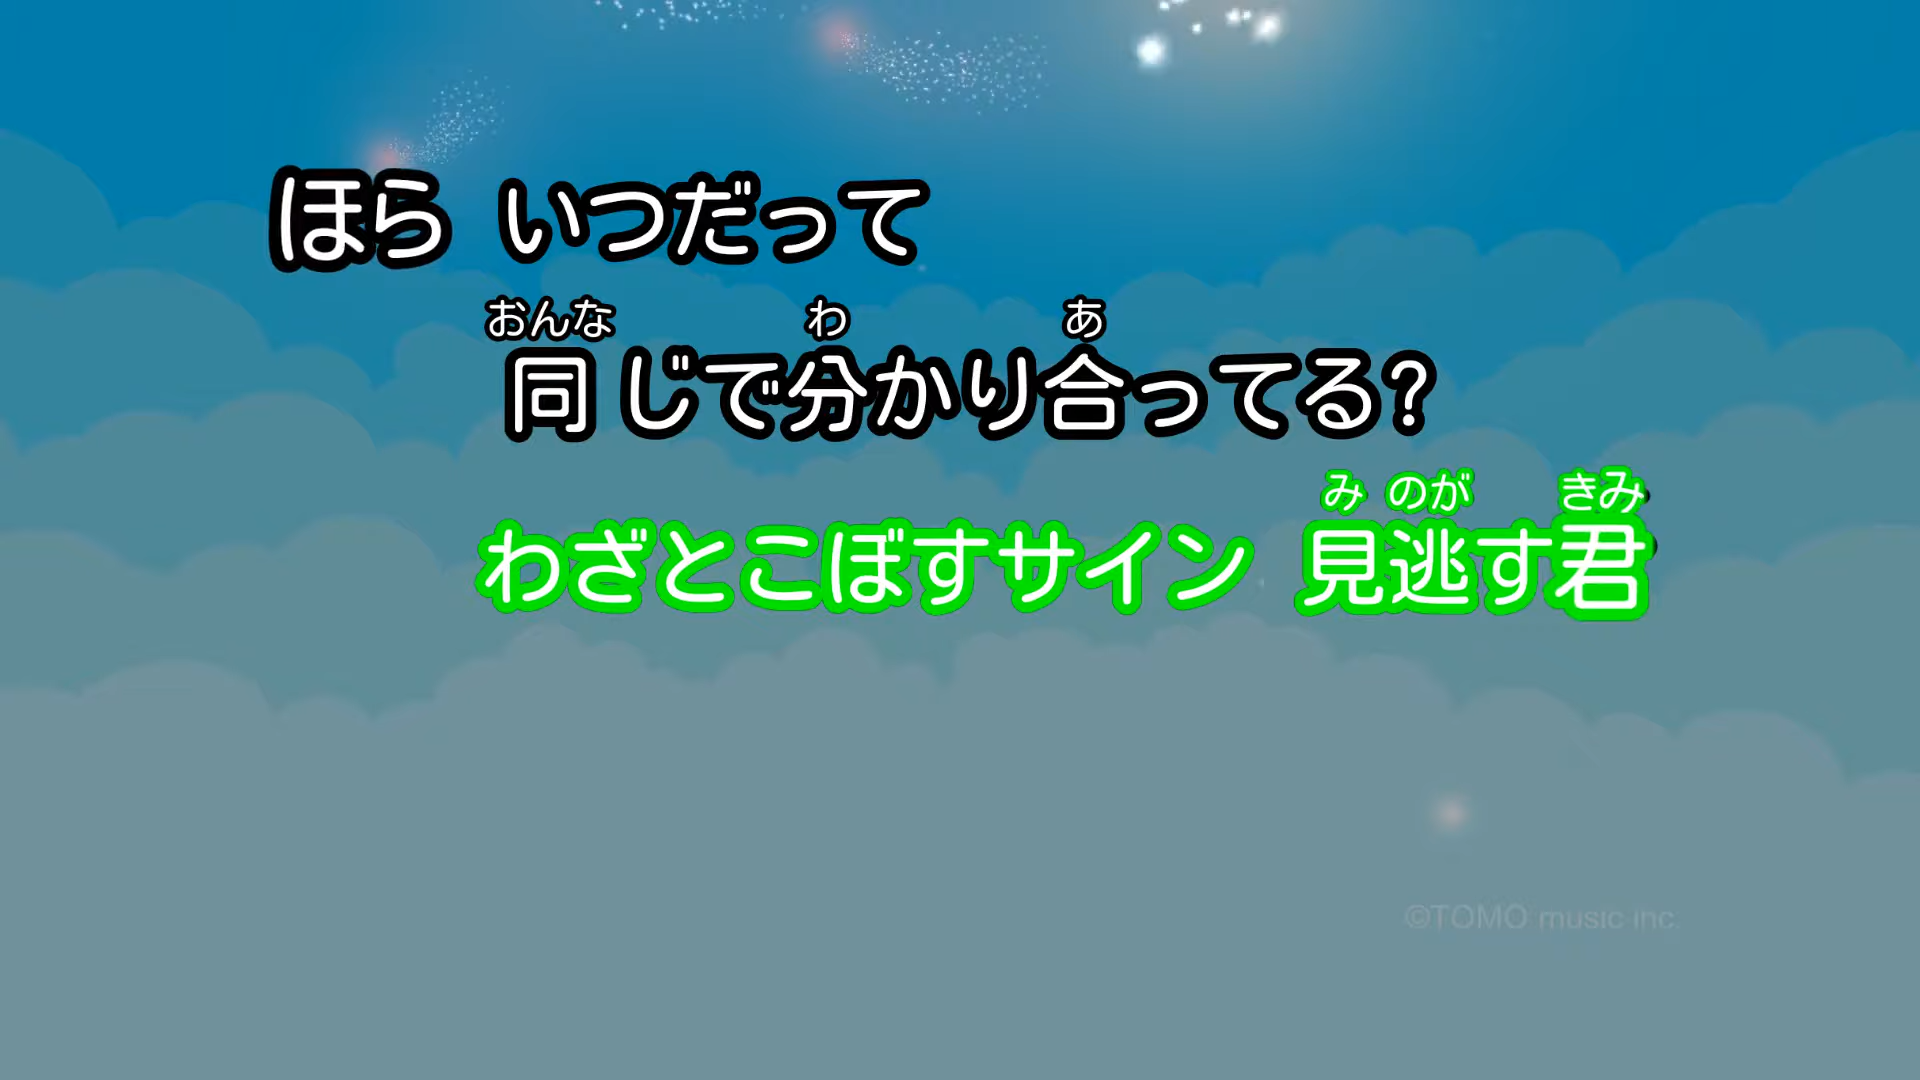 ほら いつだって
おんな わ あ
同じで分かり合ってる?
み のが きみ
わざとこぼすサイン 見逃す君
©TOMO music inc.